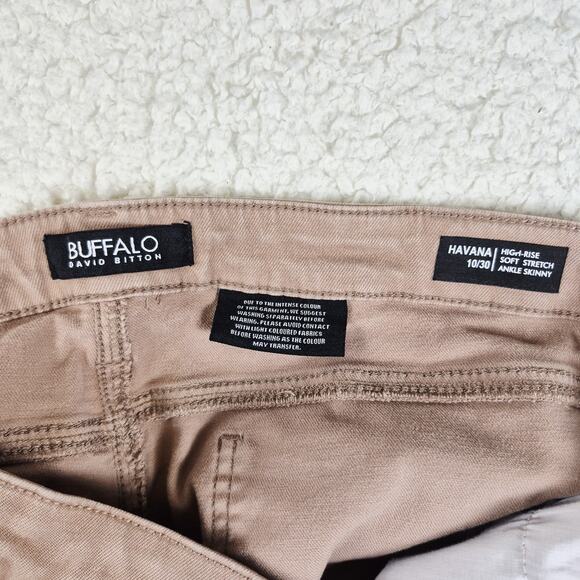 BUFFALO
DAVID BITTON
HAVANA
10/30
HIGH-RISE
SOFT STRETCH
ANKLE SKINNY
DUE TO THE INTENSE COLOUR
OF THIS GARMENT, WE SUGGEST
WASHING SEPARATELY BEFORE
WEARING. PLEASE AVOID CONTACT
WITH LIGHT COLOURED FABRICS
BEFORE WASHING AS THE COLOUR
MAY TRANSFER.